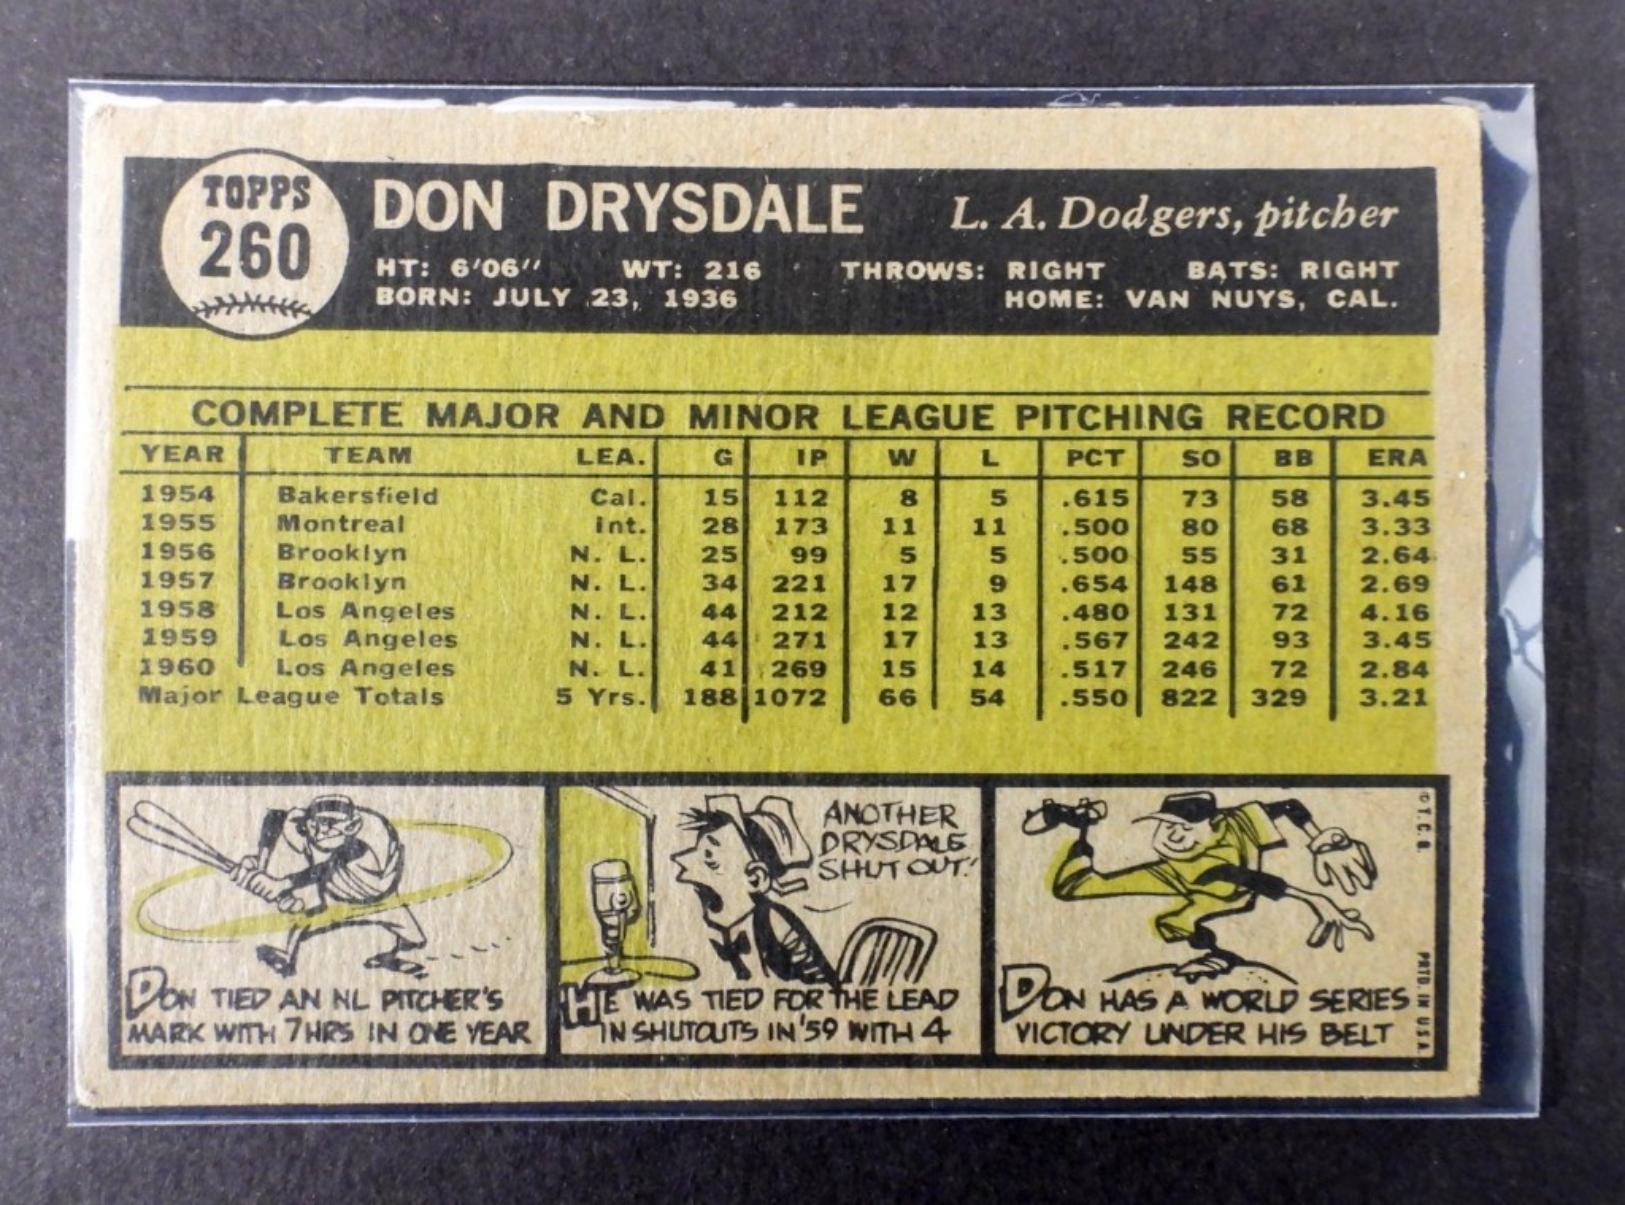 TOPPS
260
DON DRYSDALE L. A. Dodgers, pitcher
HT: 6'06" WT: 216 THROWS: RIGHT BATS: RIGHT
BORN: JULY 23, 1936 HOME: VAN NUYS, CAL.
COMPLETE MAJOR AND MINOR LEAGUE PITCHING RECORD
YEAR TEAM LEA. G IP W L PCT SO BB ERA
1954 Bakersfield Cal. 15 112 8 5 .615 73 58 3.45
1955 Montreal Int. 28 173 11 11 .500 80 68 3.33
1956 Brooklyn N. L. 25 99 5 5 .500 55 31 2.64
1957 Brooklyn N. L. 34 221 17 9 .654 148 61 2.69
1958 Los Angeles N. L. 44 212 12 13 .480 131 72 4.16
1959 Los Angeles N. L. 44 271 17 13 .567 242 93 3.45
1960 Los Angeles N. L. 41 269 15 14 .517 246 72 2.84
Major League Totals 5 Yrs. 188 1072 66 54 .550 822 329 3.21
DON TIED AN NL PITCHER'S
MARK WITH 7 HRS IN ONE YEAR
ANOTHER
DRYSDALE
SHUT OUT!
HE WAS TIED FOR THE LEAD
IN SHUTOUTS IN '59 WITH 4
DON HAS A WORLD SERIES
VICTORY UNDER HIS BELT
© T. C. G.
PRTD. IN U.S.A.